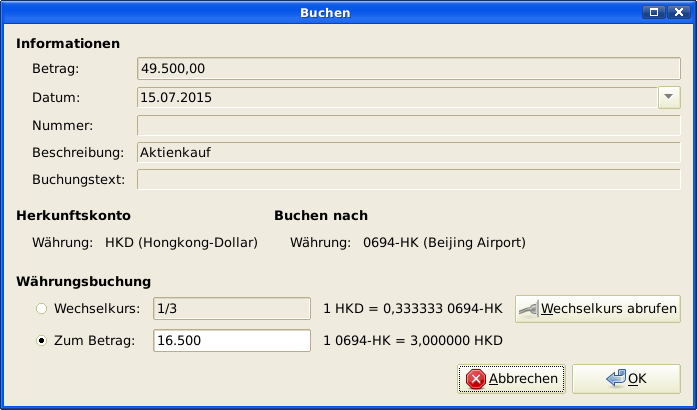 Buchen
Informationen
Betrag: 49.500,00
Datum: 15.07.2015
Nummer:
Beschreibung: Aktienkauf
Buchungstext:
Herkunftskonto Buchen nach
Währung: HKD (Hongkong-Dollar) Währung: 0694-HK (Beijing Airport)
Währungsbuchung
Wechselkurs: 1/3 1 HKD = 0,333333 0694-HK Wechselkurs abrufen
Zum Betrag: 16.500 1 0694-HK = 3,000000 HKD
Abbrechen OK